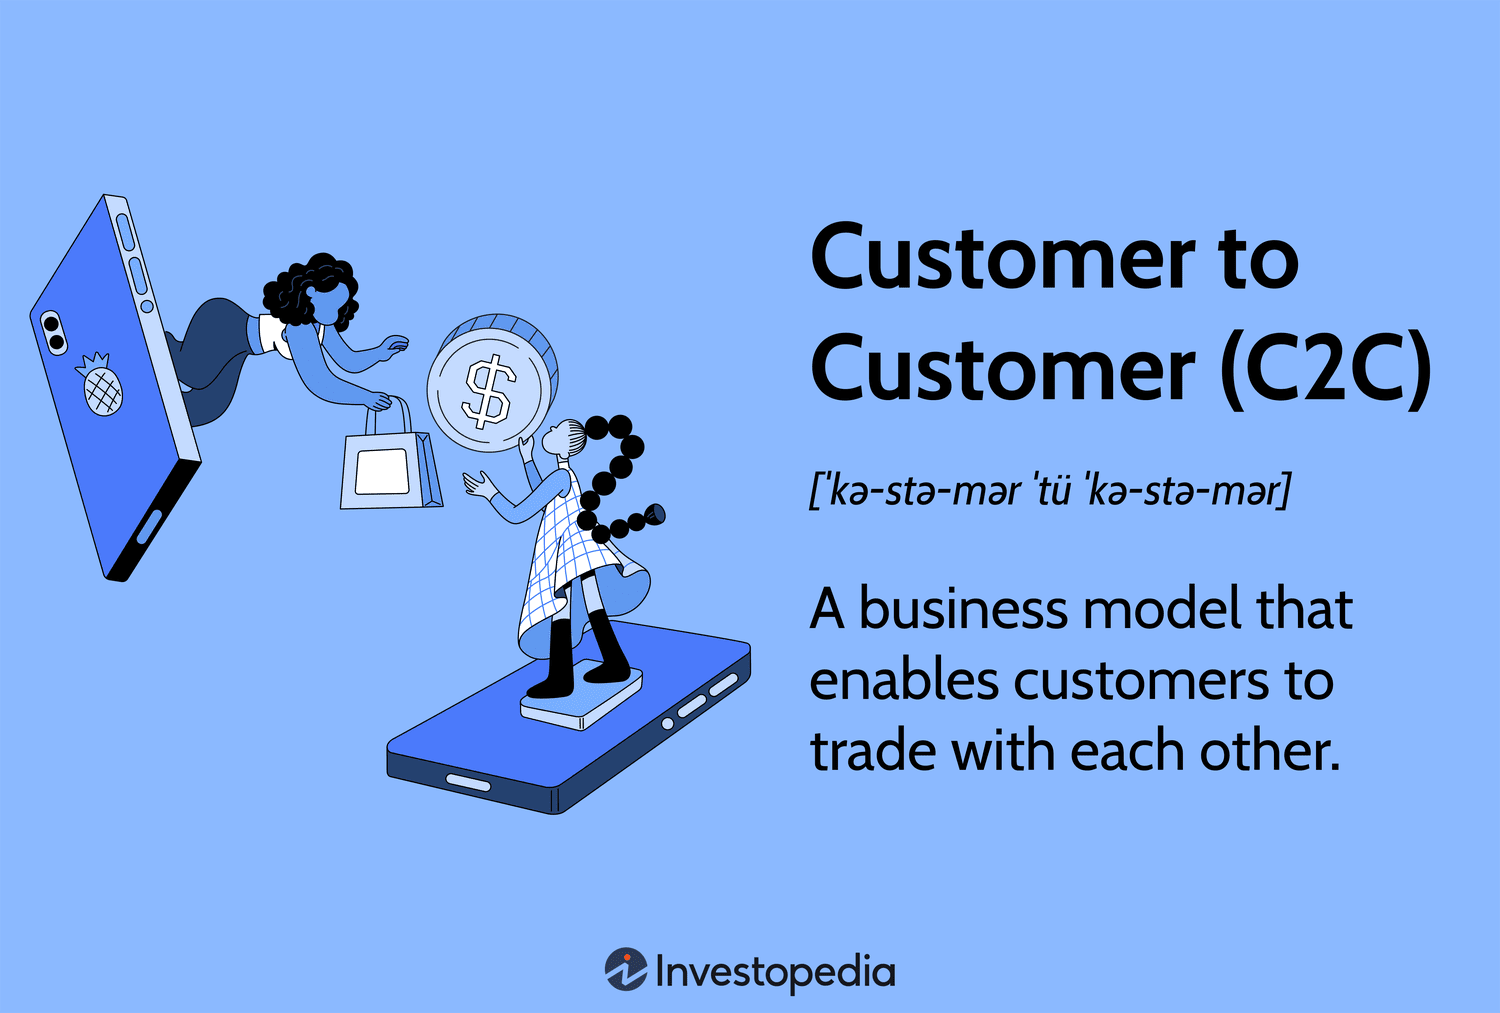 Customer to
Customer (C2C)
[ˈkə-stə-mər ˈtü ˈkə-stə-mər]
A business model that
enables customers to
trade with each other.
$
Investopedia